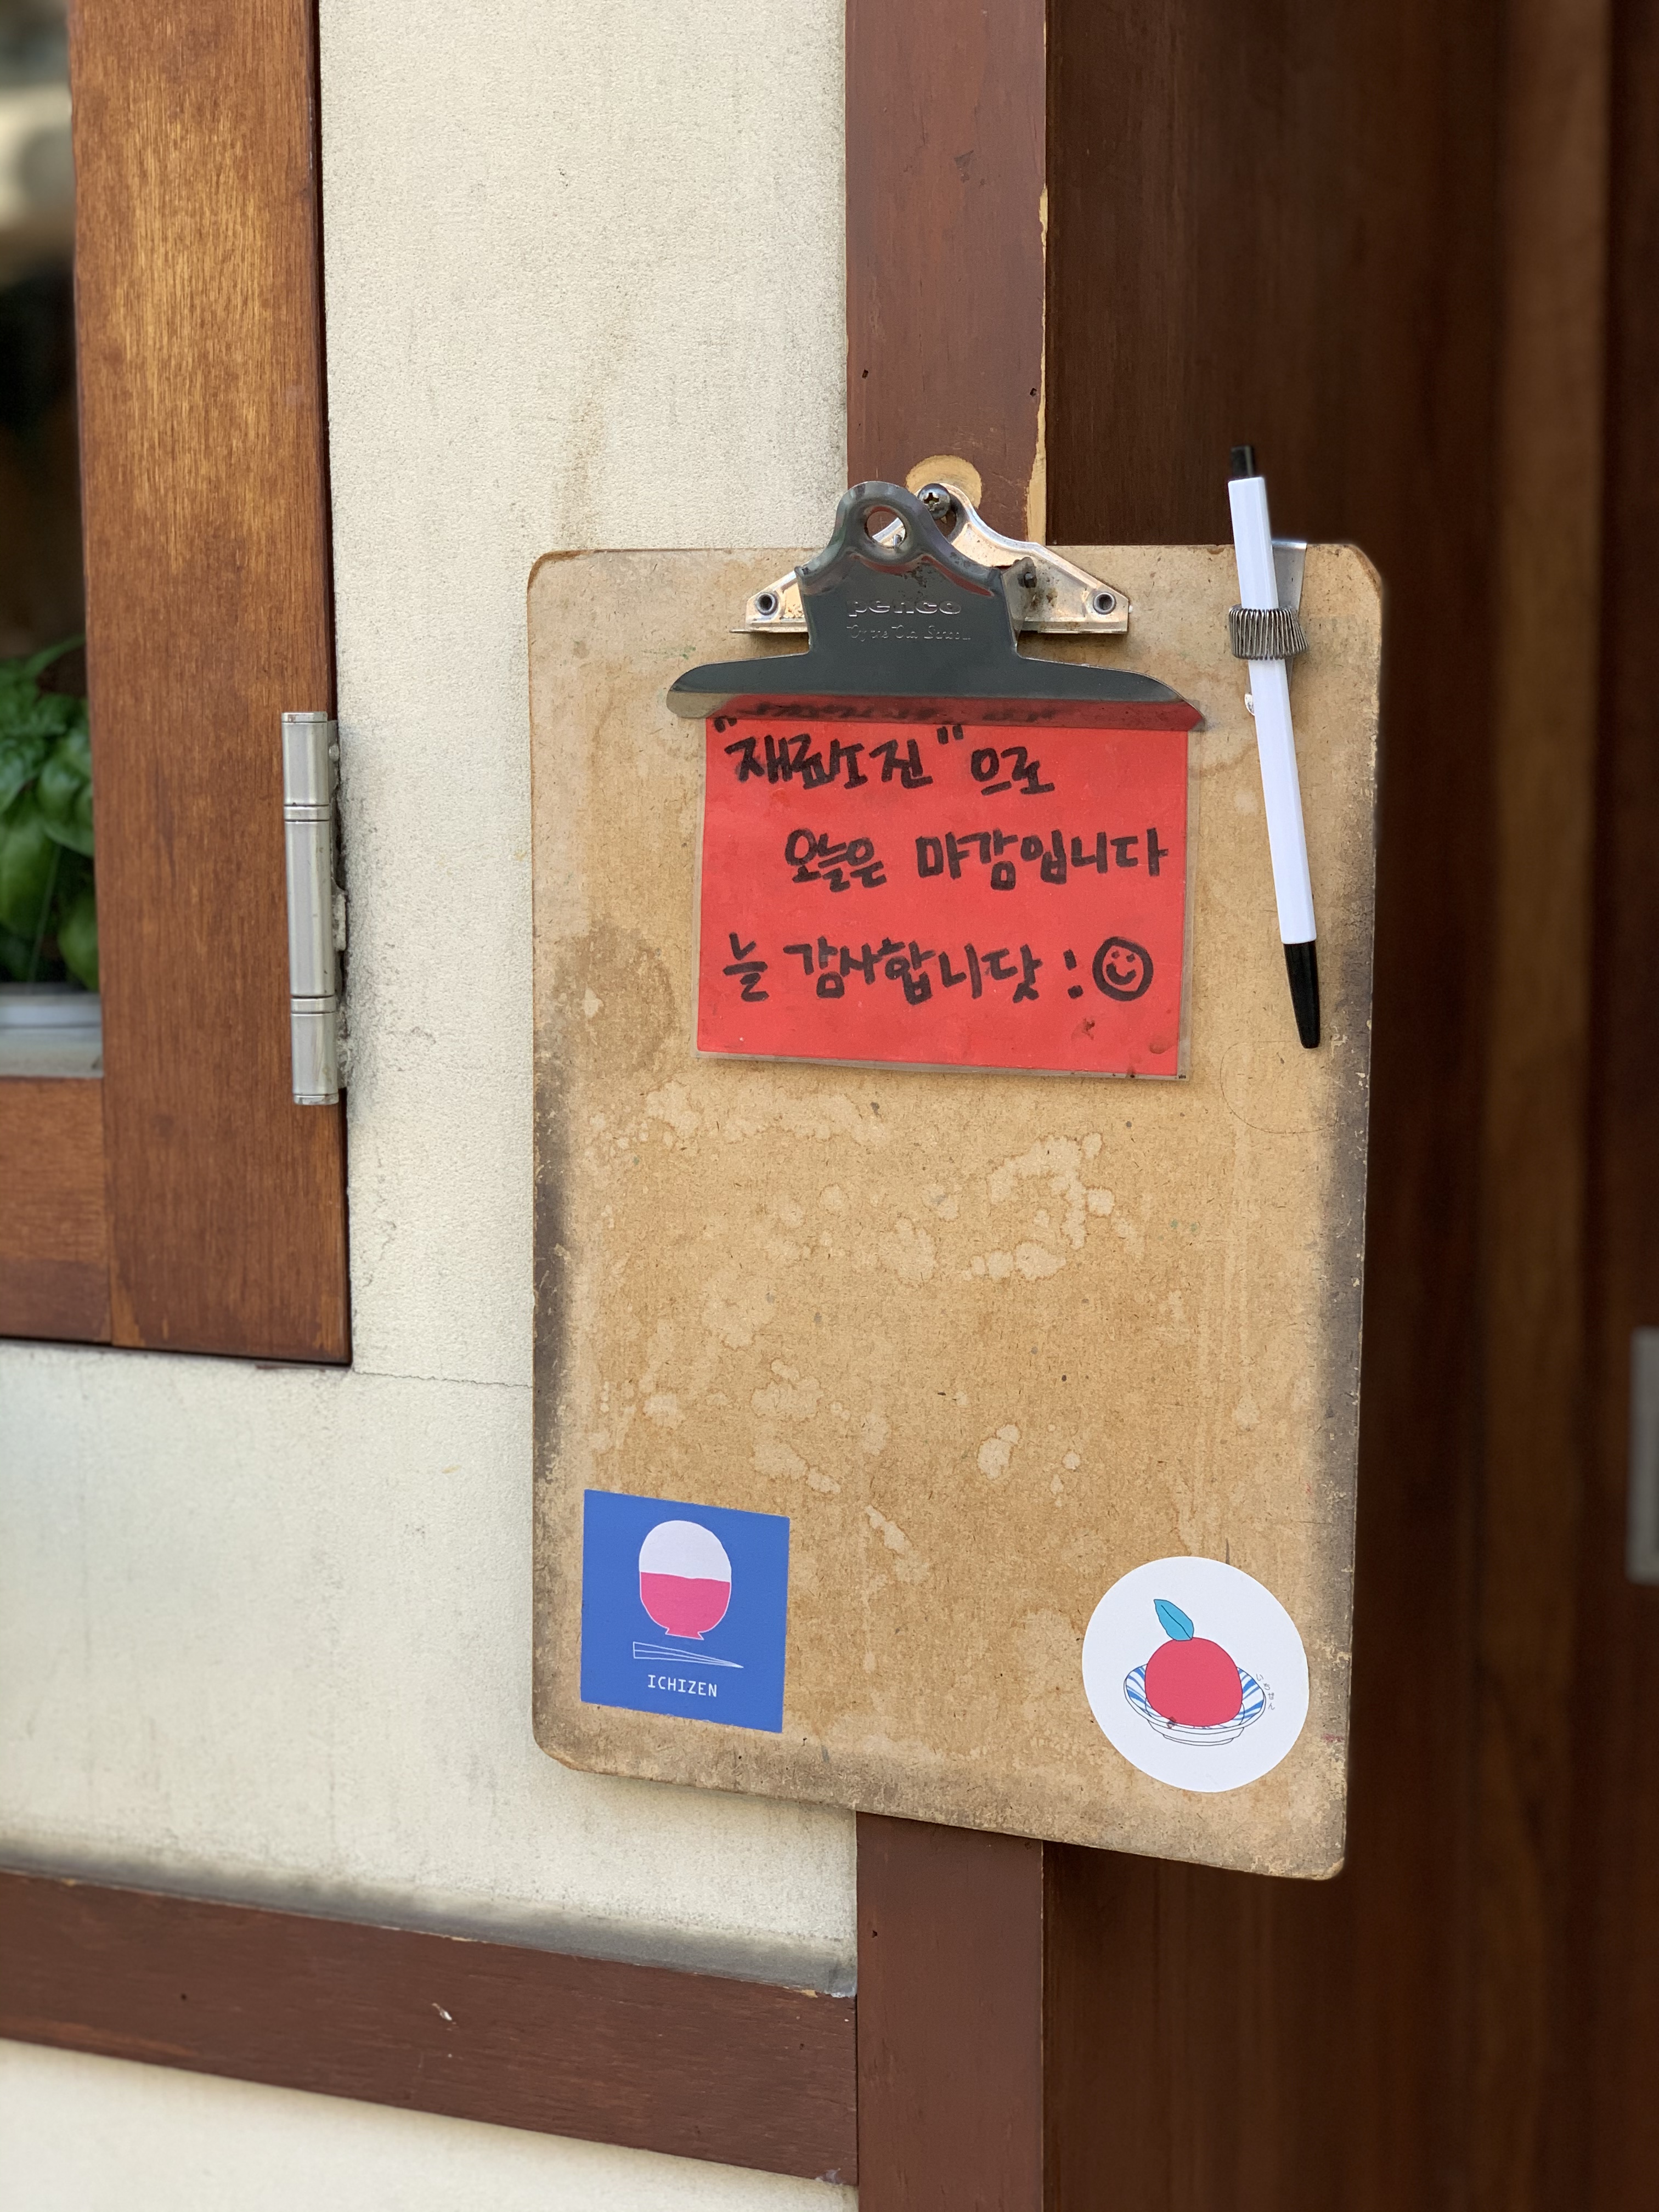 penco
"재료소진"으로
오늘은 마감입니다
늘 감사합니닷 :
ICHIZEN